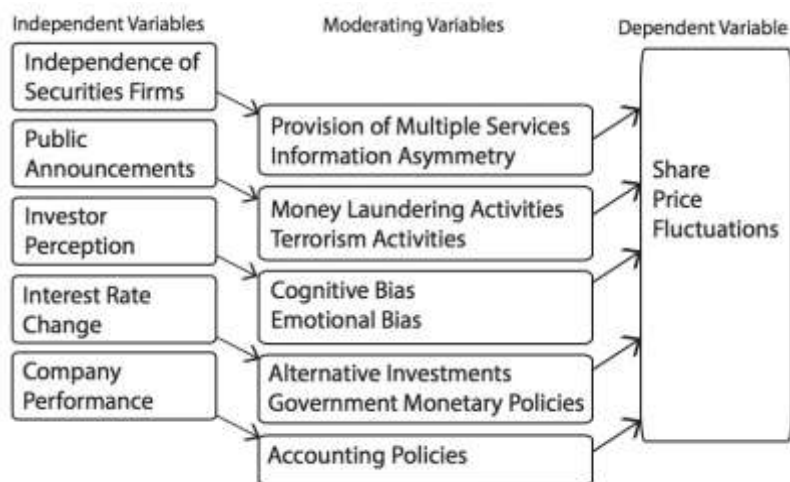 Independent Variables
Moderating Variables
Dependent Variable
Independence of
Securities Firms
Public
Announcements
Investor
Perception
Interest Rate
Change
Company
Performance
Provision of Multiple Services
Information Asymmetry
Money Laundering Activities
Terrorism Activities
Cognitive Bias
Emotional Bias
Alternative Investments
Government Monetary Policies
Accounting Policies
Share
Price
Fluctuations